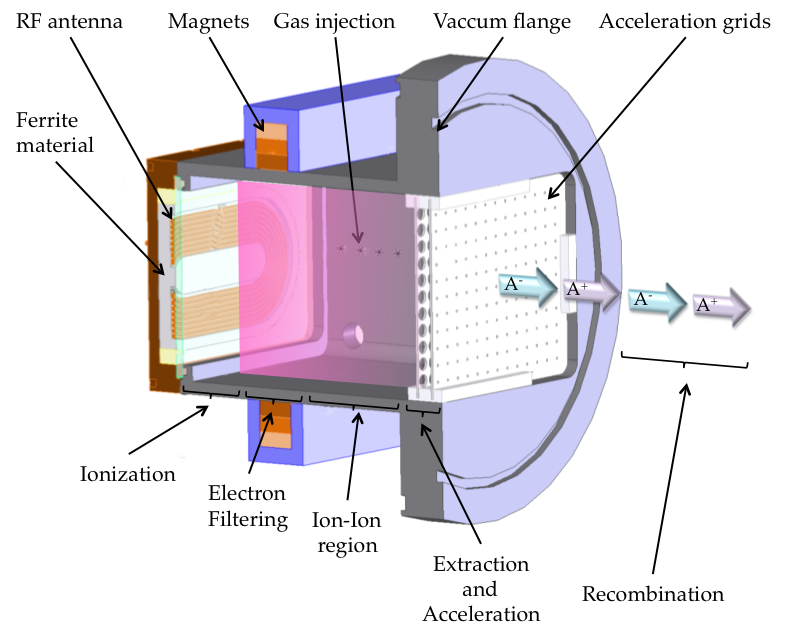 RF antenna
Magnets
Gas injection
Vaccum flange
Acceleration grids
Ferrite
material
A-
A+
A-
A+
Ionization
Electron
Filtering
Ion-Ion
region
Extraction
and
Acceleration
Recombination